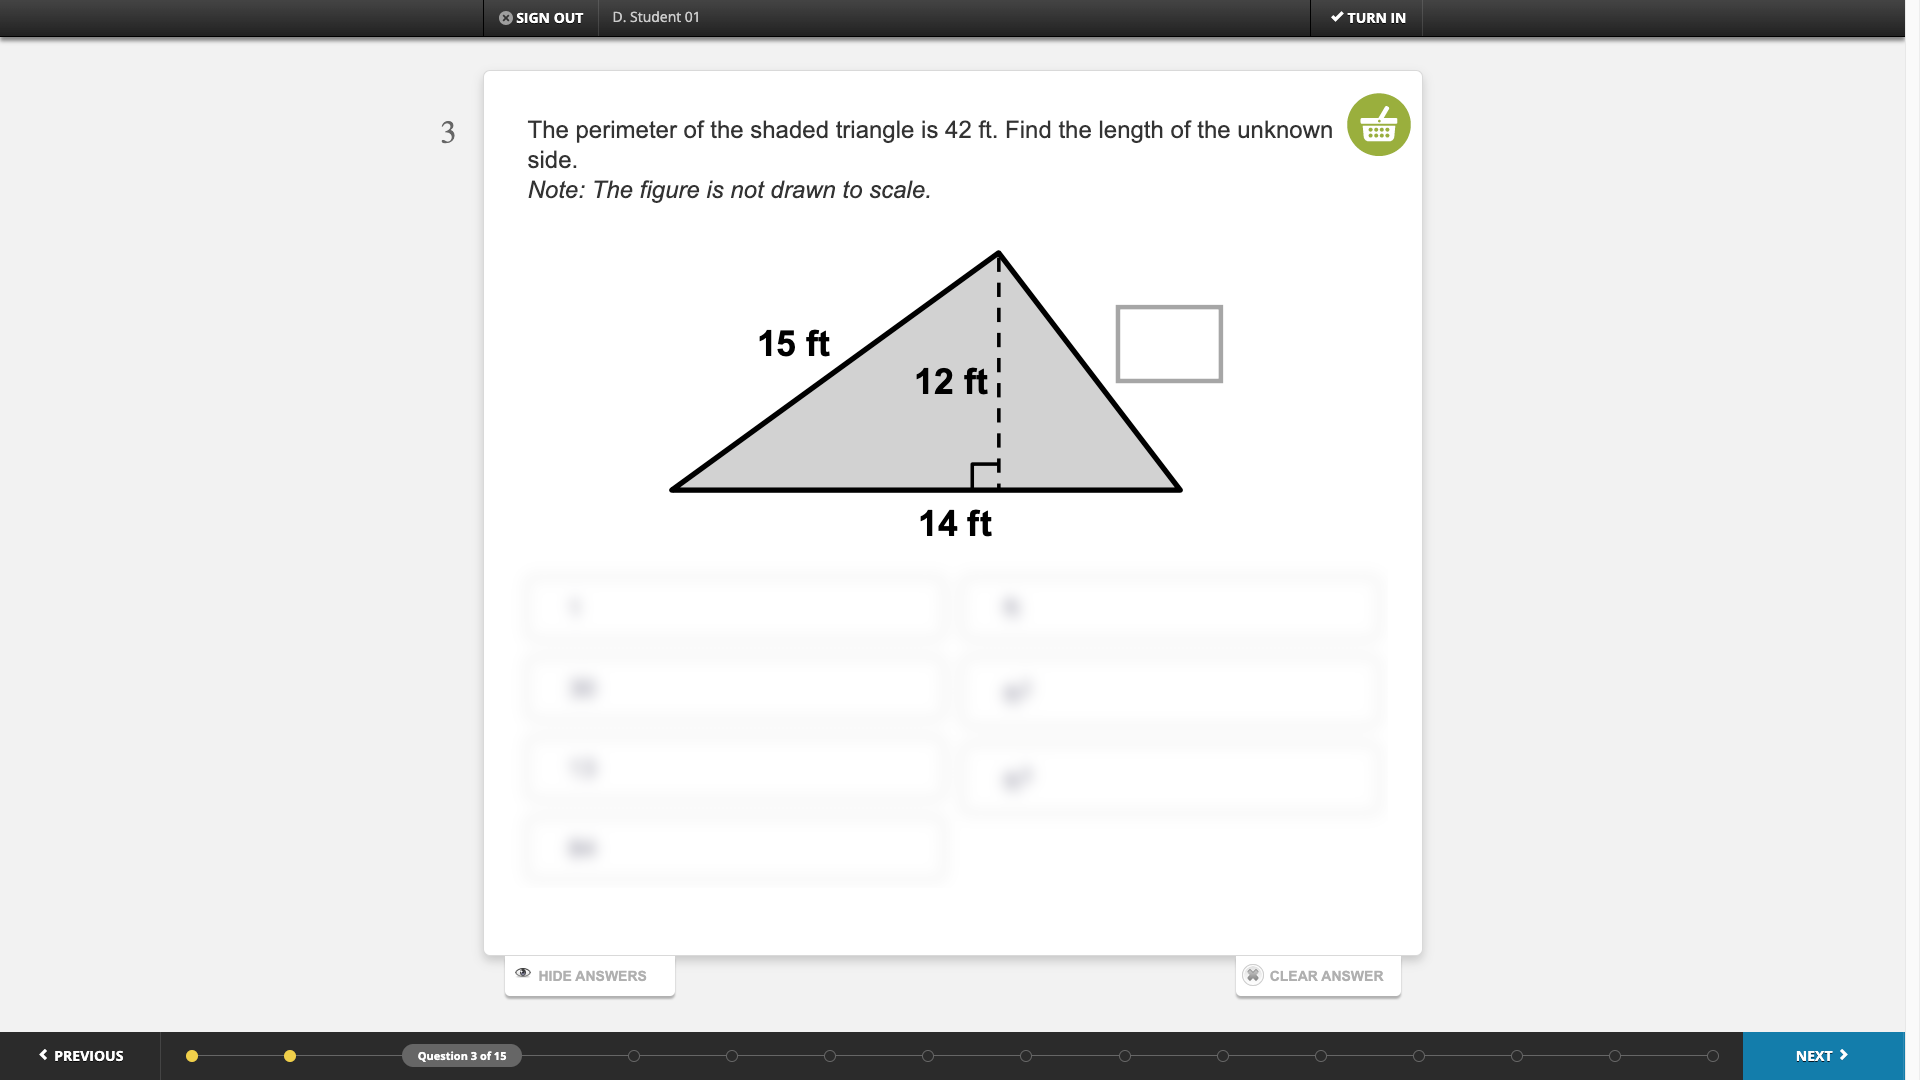 SIGN OUT
D. Student 01
TURN IN
3
The perimeter of the shaded triangle is 42 ft. Find the length of the unknown
side.
Note: The figure is not drawn to scale.
15 ft
12 ft
14 ft
HIDE ANSWERS
CLEAR ANSWER
PREVIOUS
Question 3 of 15
NEXT